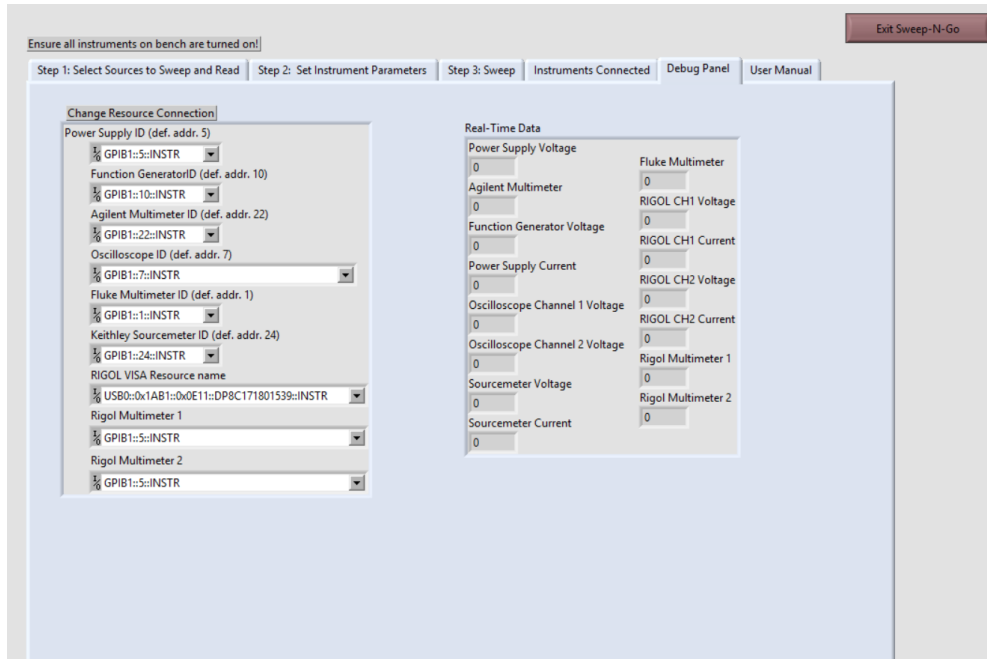 Exit Sweep-N-Go
Ensure all instruments on bench are turned on!
Step 1: Select Sources to Sweep and Read
Step 2: Set Instrument Parameters
Step 3: Sweep
Instruments Connected
Debug Panel
User Manual
Change Resource Connection
Power Supply ID (def. addr. 5)
GPIB1::5::INSTR
Function GeneratorID (def. addr. 10)
GPIB1::10::INSTR
Agilent Multimeter ID (def. addr. 22)
GPIB1::22::INSTR
Oscilloscope ID (def. addr. 7)
GPIB1::7::INSTR
Fluke Multimeter ID (def. addr. 1)
GPIB1::1::INSTR
Keithley Sourcemeter ID (def. addr. 24)
GPIB1::24::INSTR
RIGOL VISA Resource name
USB0::0x1AB1::0x0E11::DP8C171801539::INSTR
Rigol Multimeter 1
GPIB1::5::INSTR
Rigol Multimeter 2
GPIB1::5::INSTR
Real-Time Data
Power Supply Voltage
0
Agilent Multimeter
0
Function Generator Voltage
0
Power Supply Current
0
Oscilloscope Channel 1 Voltage
0
Oscilloscope Channel 2 Voltage
0
Sourcemeter Voltage
0
Sourcemeter Current
0
Fluke Multimeter
0
RIGOL CH1 Voltage
0
RIGOL CH1 Current
0
RIGOL CH2 Voltage
0
RIGOL CH2 Current
0
Rigol Multimeter 1
0
Rigol Multimeter 2
0